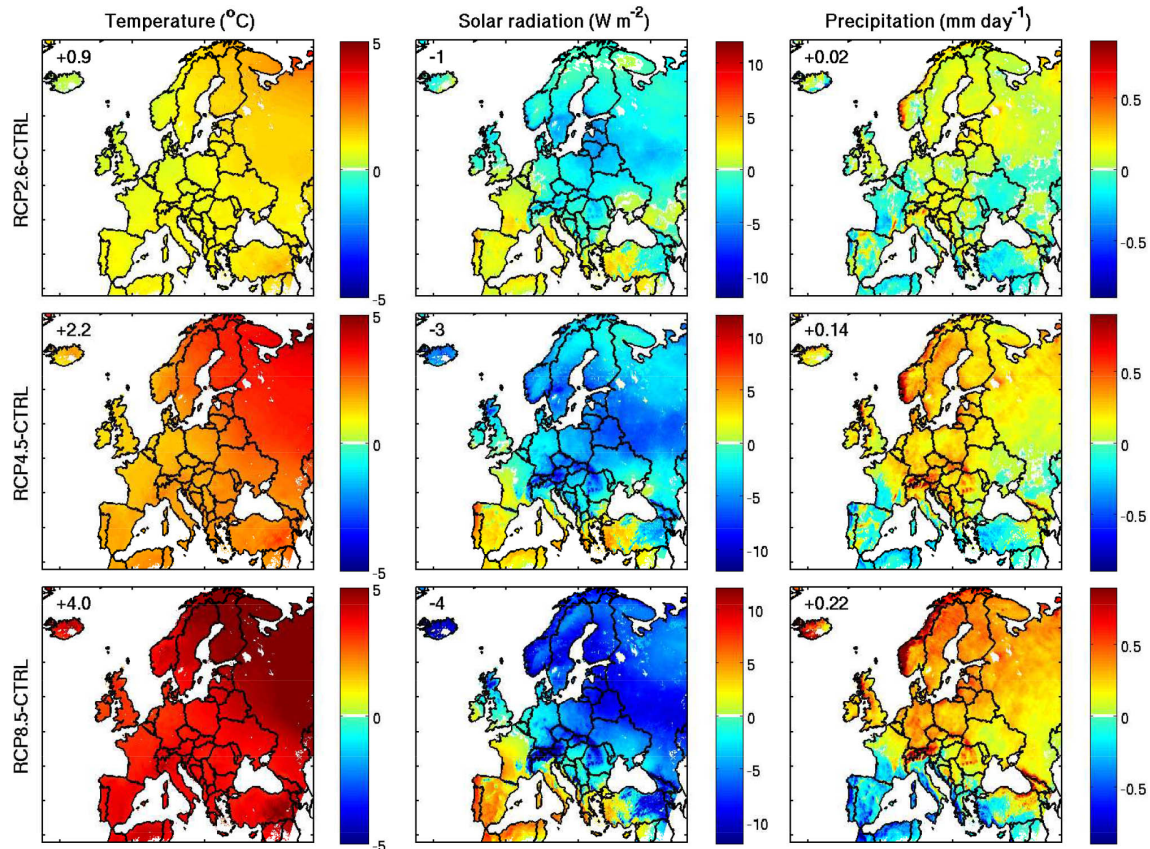 Temperature (°C) Solar radiation (W m-2) Precipitation (mm day-1)
RCP2.6-CTRL
+0.9 5 0 -5
-1 10 5 0 -5 -10
+0.02 0.5 0 -0.5
RCP4.5-CTRL
+2.2 5 0 -5
-3 10 5 0 -5 -10
+0.14 0.5 0 -0.5
RCP8.5-CTRL
+4.0 5 0 -5
-4 10 5 0 -5 -10
+0.22 0.5 0 -0.5